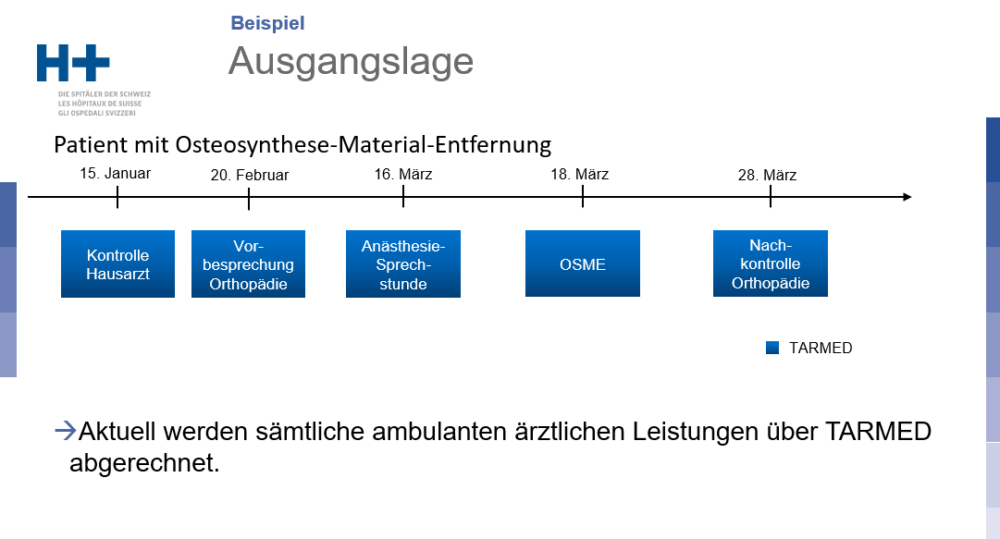 Beispiel
Ausgangslage
H+
DIE SPITÄLER DER SCHWEIZ
LES HÔPITAUX DE SUISSE
GLI OSPEDALI SVIZZERI
Patient mit Osteosynthese-Material-Entfernung
15. Januar
20. Februar
16. März
18. März
28. März
Kontrolle
Hausarzt
Vor-
besprechung
Orthopädie
Anästhesie-
Sprech-
stunde
OSME
Nach-
kontrolle
Orthopädie
TARMED
→Aktuell werden sämtliche ambulanten ärztlichen Leistungen über TARMED
abgerechnet.